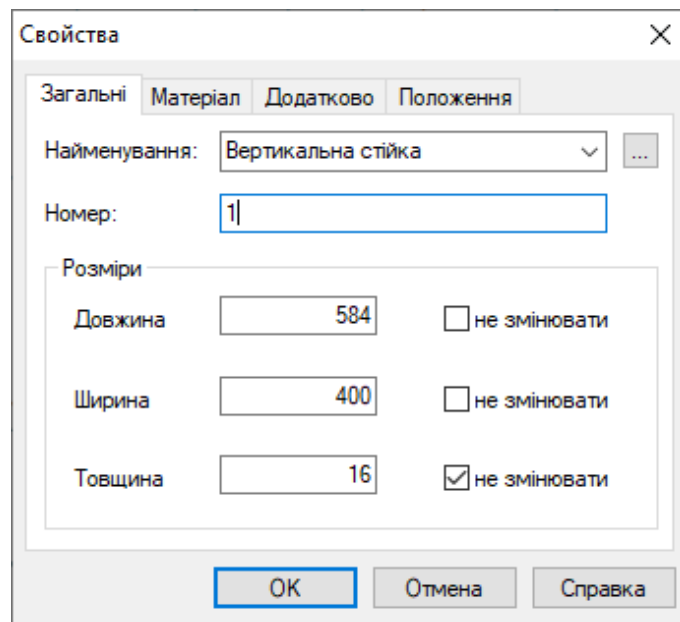 Свойства
Загальні Матеріал Додатково Положення
Найменування: Вертикальна стійка ...
Номер: 1
Розміри
Довжина 584 не змінювати
Ширина 400 не змінювати
Товщина 16 не змінювати
OK Отмена Справка